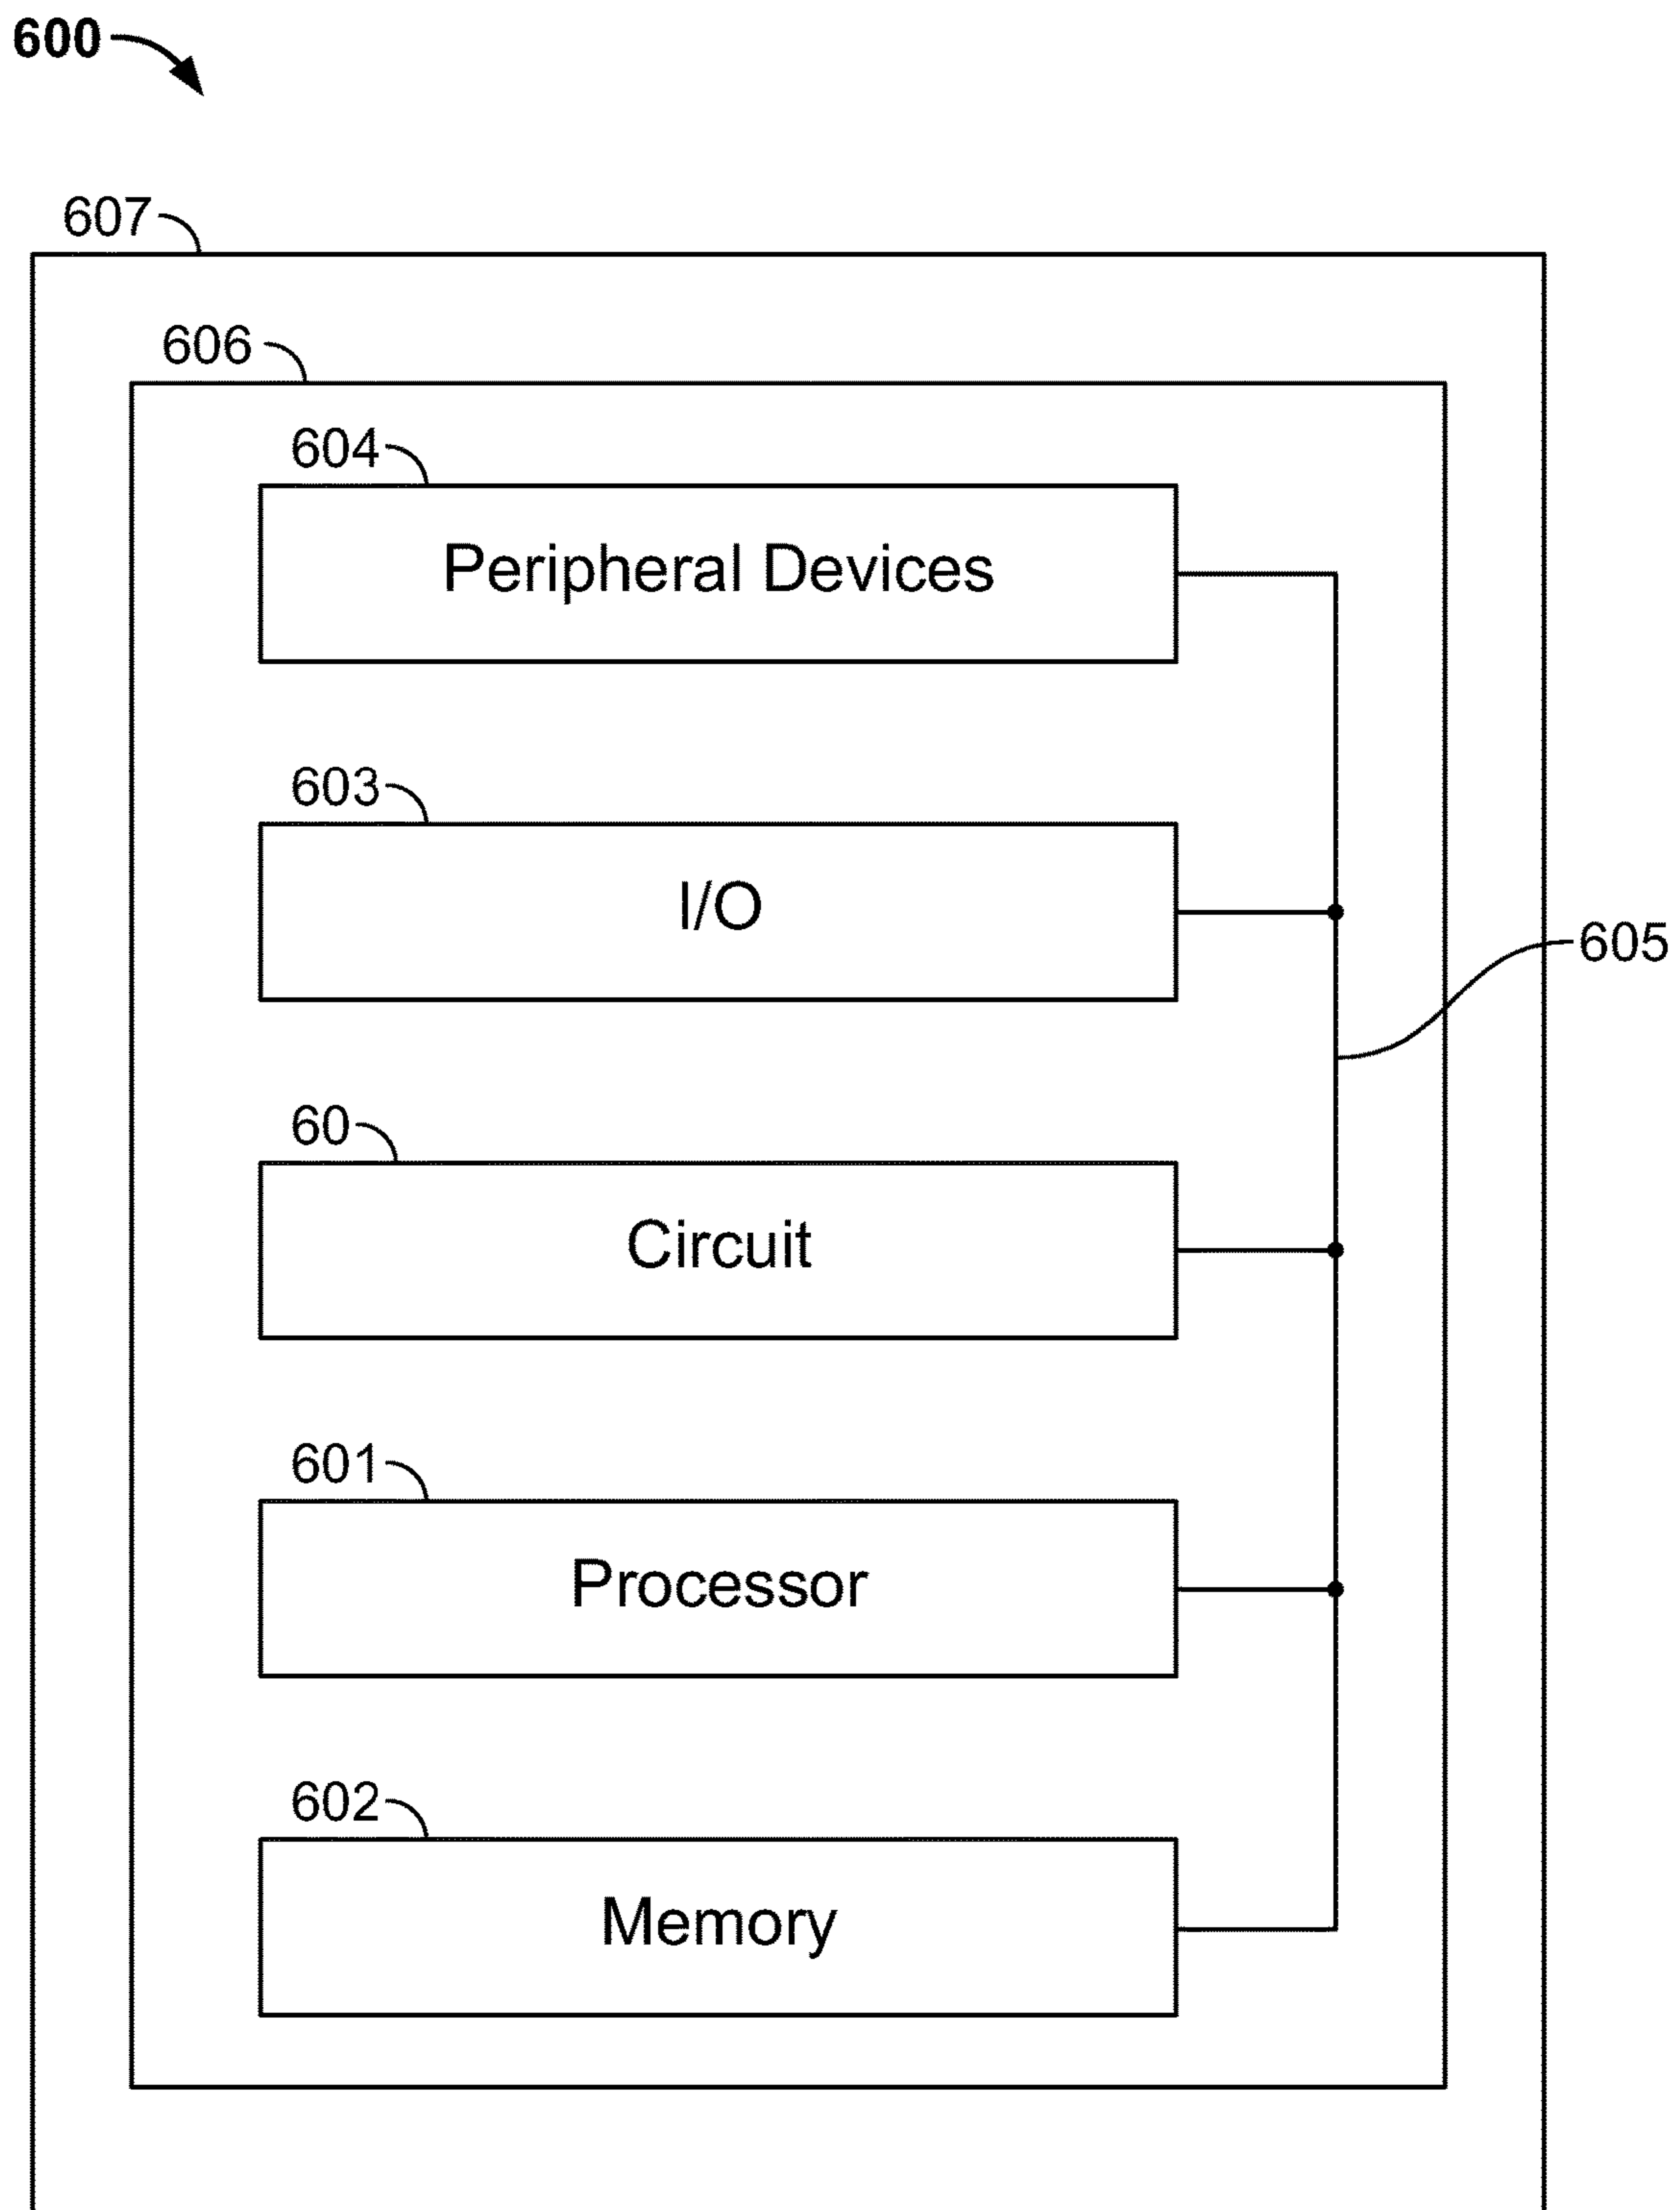 600
607
606
604
Peripheral Devices
603
I/O
605
60
Circuit
601
Processor
602
Memory